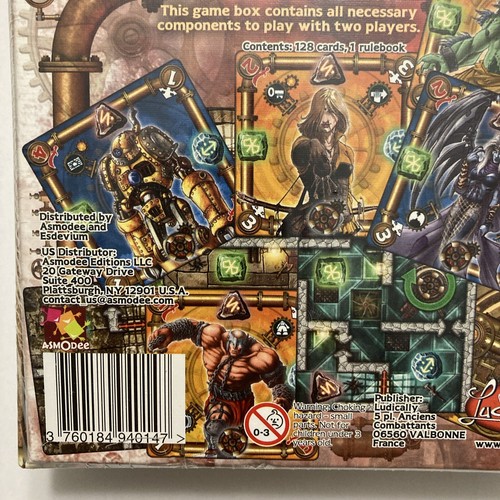 This game box contains all necessary
components to play with two players.
Contents: 128 cards, 1 rulebook
Distributed by
Asmodee and
Esdevium
US Distributor:
Asmodee Editions LLC
20 Gateway Drive
Suite 400
Plattsburgh, NY 12901 U.S.A.
contact_us@asmodee.com
ASMODee
3 760184 940147 >
0-3
Warning: Choking
hazard - small
parts. Not for
children under 3
years old.
Publisher:
Ludically
5 pl. Anciens
Combattants
06560 VALBONNE
France
www.